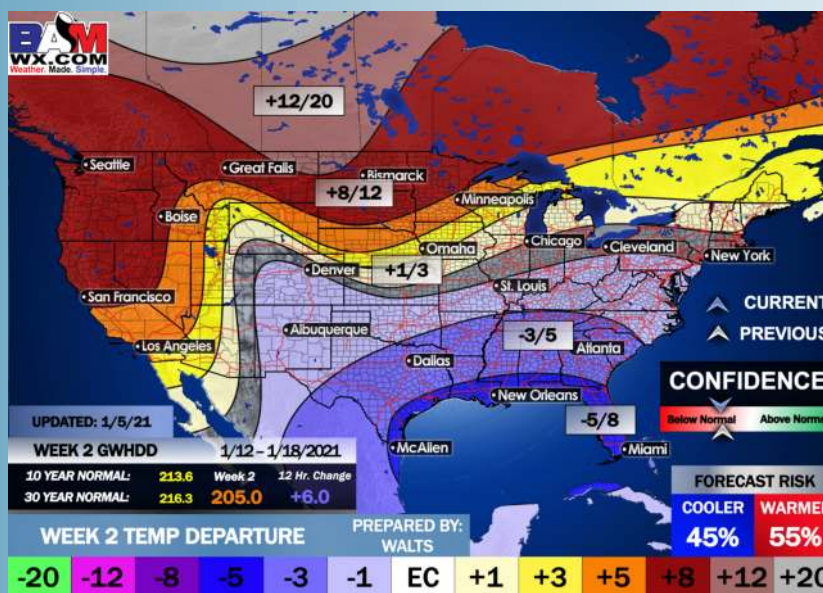 BAM
WX.COM
Weather. Made. Simple.
+12/20
Seattle
Great Falls
Bismarck
+8/12
Minneapolis
Boise
Omaha
Chicago
Cleveland
New York
Denver
+1/3
St. Louis
San Francisco
CURRENT
Albuquerque
-3/5
PREVIOUS
Los Angeles
Dallas
Atlanta
CONFIDENCE
New Orleans
-5/8
Below Normal Above Norma
UPDATED: 1/5/21
McAllen
Miami
WEEK 2 GWHDD 1/12 – 1/18/2021
10 YEAR NORMAL: 213.6 Week 2 12 Hr. Change
30 YEAR NORMAL: 216.3 205.0 +6.0
FORECAST RISK
COOLER WARMER
45% 55%
WEEK 2 TEMP DEPARTURE
PREPARED BY:
WALTS
-20 -12 -8 -5 -3 -1 EC +1 +3 +5 +8 +12 +20